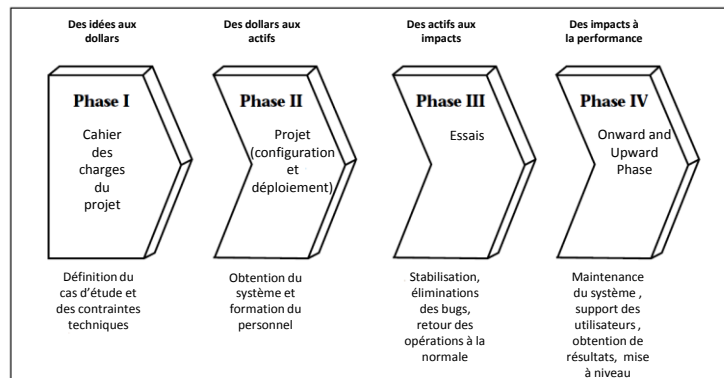 Des idées aux
dollars
Des dollars aux
actifs
Des actifs aux
impacts
Des impacts à
la performance
Phase I
Cahier
des
charges
du
projet
Phase II
Projet
(configuration
et
déploiement)
Phase III
Essais
Phase IV
Onward and
Upward
Phase
Définition du
cas d'étude et
des contraintes
techniques
Obtention du
système et
formation du
personnel
Stabilisation,
éliminations
des bugs,
retour des
opérations à la
normale
Maintenance
du système ,
support des
utilisateurs ,
obtention de
résultats, mise
à niveau